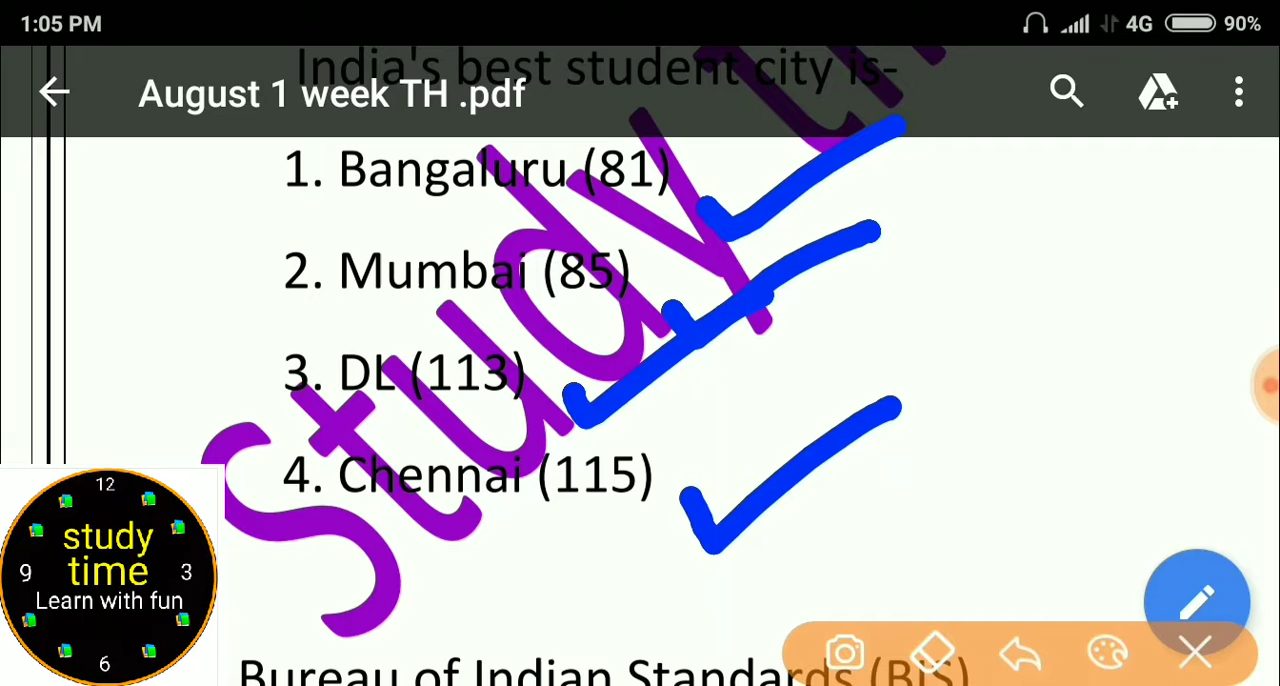 1:05 PM 4G 90%
India's best student city is-
August 1 week TH .pdf
1. Bangaluru (81)
2. Mumbai (85)
3. DL (113)
4. Chennai (115)
Study
12
study
9 time 3
Learn with fun
6
Bureau of Indian Standards (BIS)